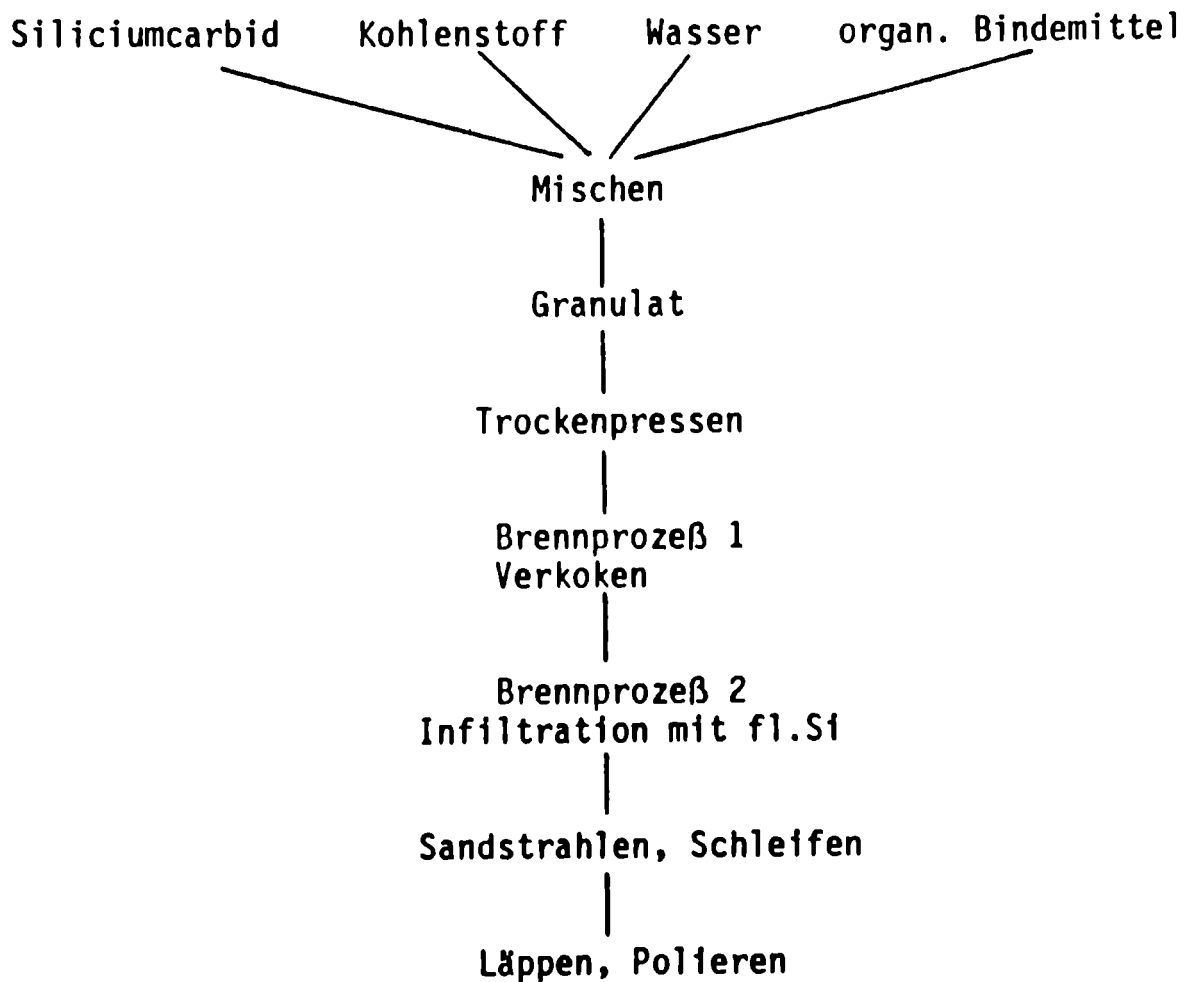 Siliciumcarbid Kohlenstoff Wasser organ. Bindemittel
Mischen
Granulat
Trockenpressen
Brennprozeß 1
Verkoken
Brennprozeß 2
Infiltration mit fl.Si
Sandstrahlen, Schleifen
Läppen, Polieren